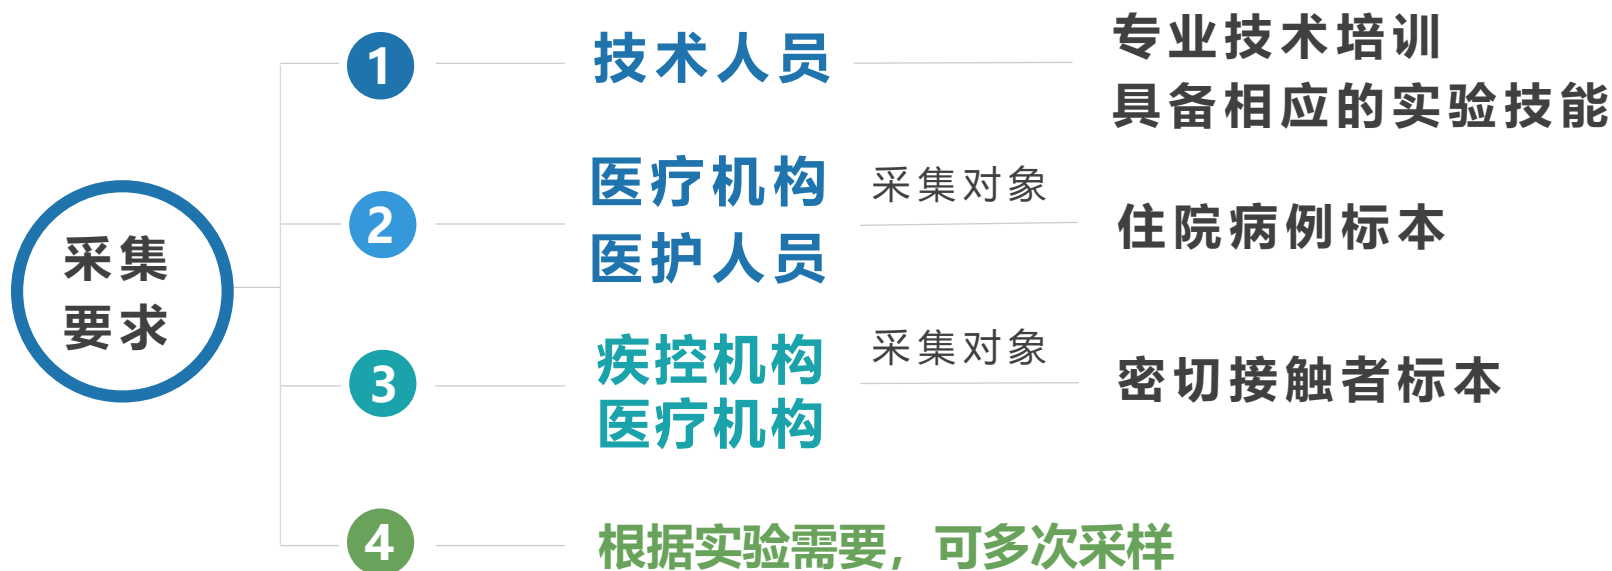 采集
要求
1
技术人员
专业技术培训
具备相应的实验技能
2
医疗机构
医护人员
采集对象
住院病例标本
3
疾控机构
医疗机构
采集对象
密切接触者标本
4
根据实验需要，可多次采样